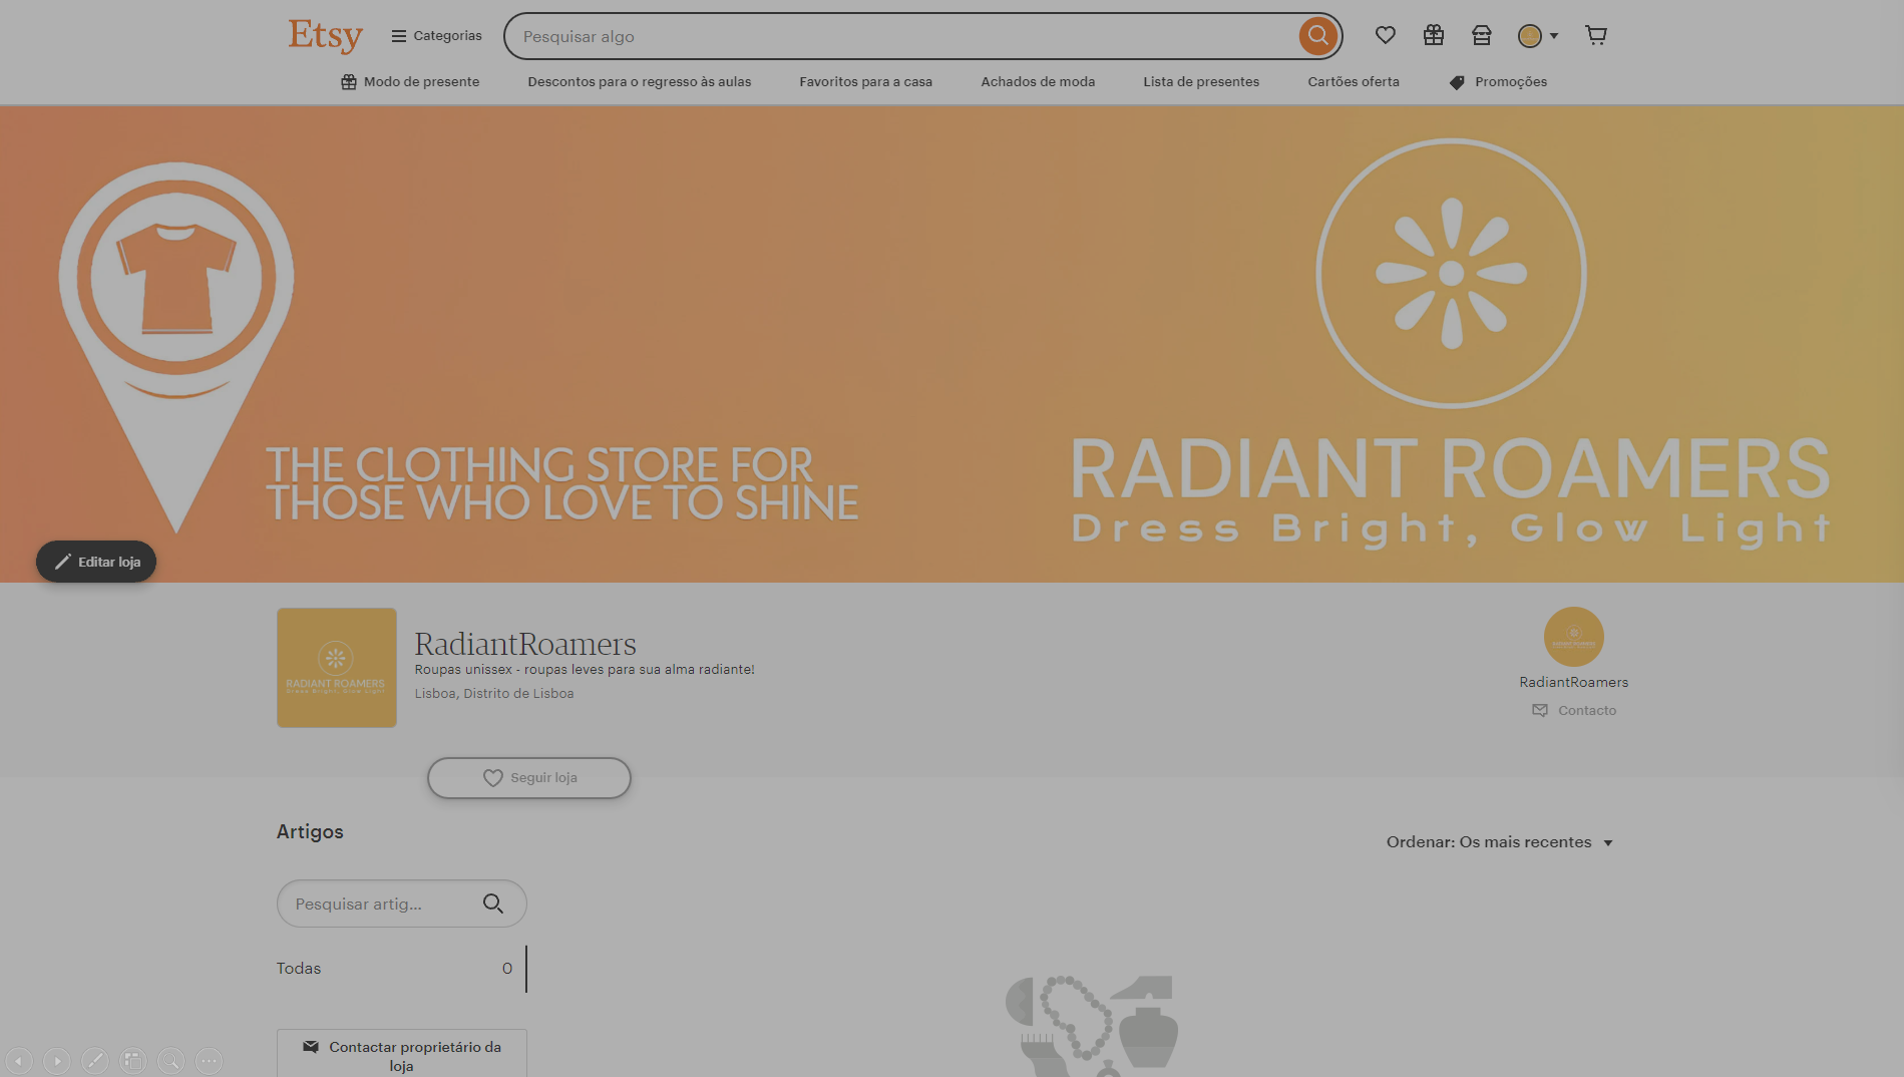 Etsy
Categorias
Pesquisar algo
Modo de presente
Descontos para o regresso às aulas
Favoritos para a casa
Achados de moda
Lista de presentes
Cartões oferta
Promoções
THE CLOTHING STORE FOR
THOSE WHO LOVE TO SHINE
RADIANT ROAMERS
Dress Bright, Glow Light
Editar loja
RADIANT ROAMERS
Dress Bright, Glow Light
RadiantRoamers
Roupas unissex - roupas leves para sua alma radiante!
Lisboa, Distrito de Lisboa
RadiantRoamers
Contacto
Seguir loja
Artigos
Ordenar: Os mais recentes
Pesquisar artig...
Todas 0
Contactar proprietário da
loja